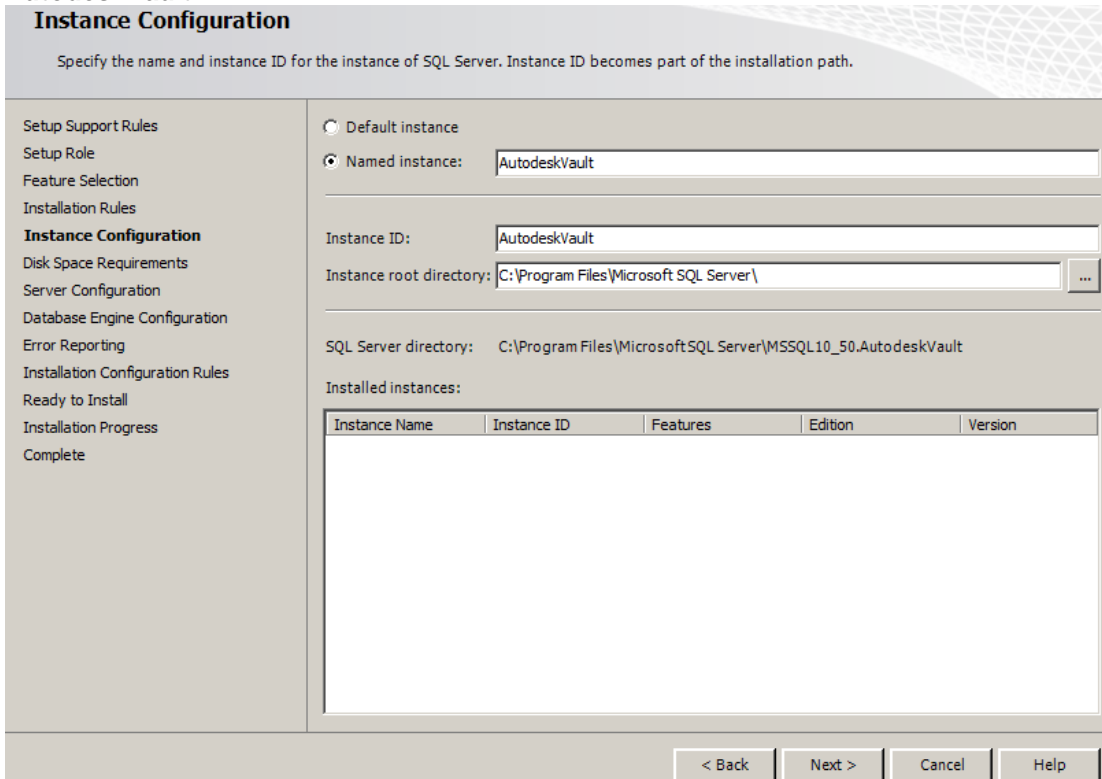 Instance Configuration
Specify the name and instance ID for the instance of SQL Server. Instance ID becomes part of the installation path.
Setup Support Rules
Setup Role
Feature Selection
Installation Rules
Instance Configuration
Disk Space Requirements
Server Configuration
Database Engine Configuration
Error Reporting
Installation Configuration Rules
Ready to Install
Installation Progress
Complete
Default instance
Named instance: AutodeskVault
Instance ID: AutodeskVault
Instance root directory: C:\Program Files\Microsoft SQL Server\ ...
SQL Server directory: C:\Program Files\Microsoft SQL Server\MSSQL10_50.AutodeskVault
Installed instances:
Instance Name Instance ID Features Edition Version
< Back Next > Cancel Help